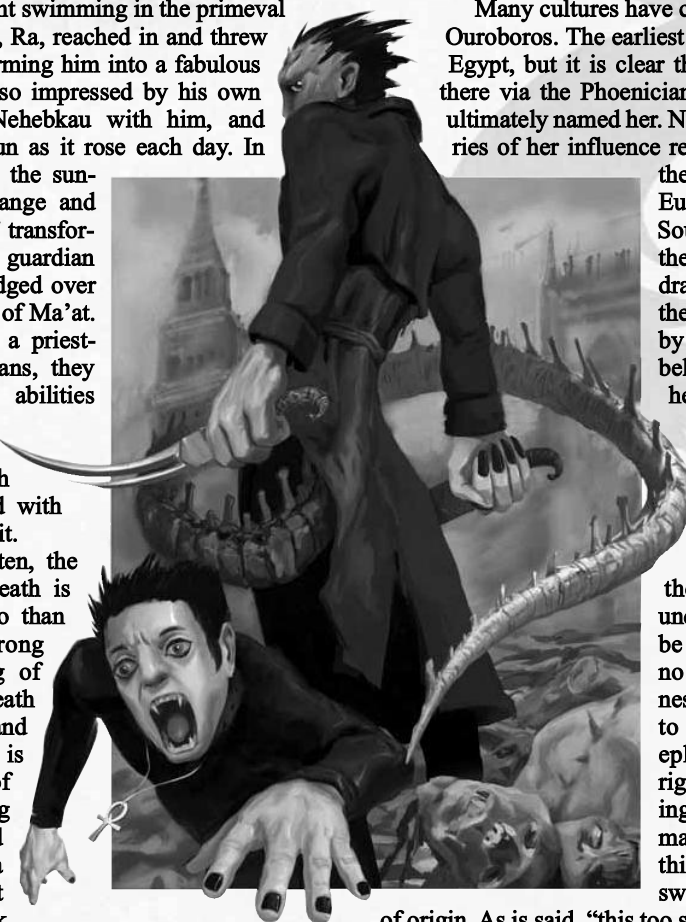 nt swimming in the primeval
, Ra, reached in and threw
rming him into a fabulous
so impressed by his own
Nehebkau with him, and
un as it rose each day. In
the sun-
ange and
transfor-
guardian
dged over
of Ma’at.
a priest-
ans, they
abilities
h
d with
it.
ten, the
eath is
o than
rong
g of
eath
and
is
of
g
d
a
t
k
Many cultures have c
Ouroboros. The earliest
Egypt, but it is clear th
there via the Phoenician
ultimately named her. N
ries of her influence re
the
Eu
Sou
the
dra
the
by
bel
he
the
und
be
no
nes
to
eph
rig
ing
ma
thi
sw
of origin. As is said, “this too s